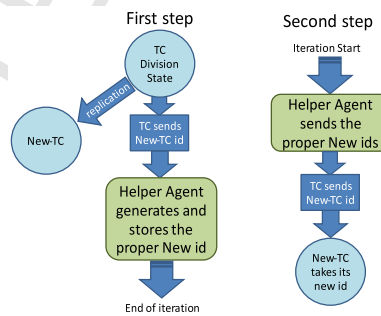 First step
TC
Division
State
replication
New-TC
TC sends
New-TC id
Helper Agent
generates and
stores the
proper New id
End of iteration
Second step
Iteration Start
Helper Agent
sends the
proper New ids
TC sends
New-TC id
New-TC
takes its
new id